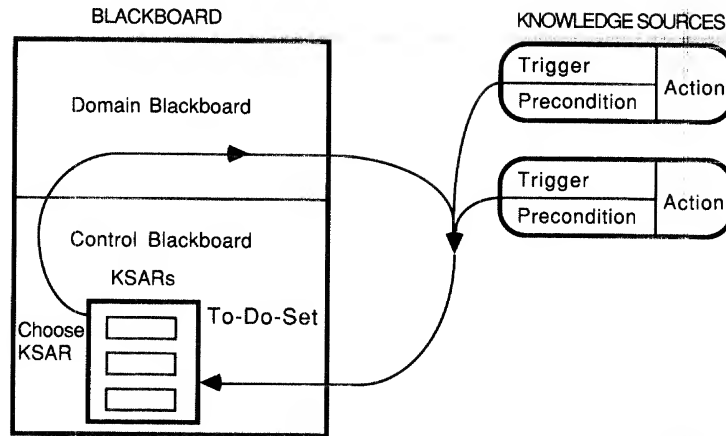 BLACKBOARD
KNOWLEDGE SOURCES
Domain Blackboard
Trigger
Precondition
Action
Trigger
Precondition
Action
Control Blackboard
KSARs
To-Do-Set
Choose
KSAR